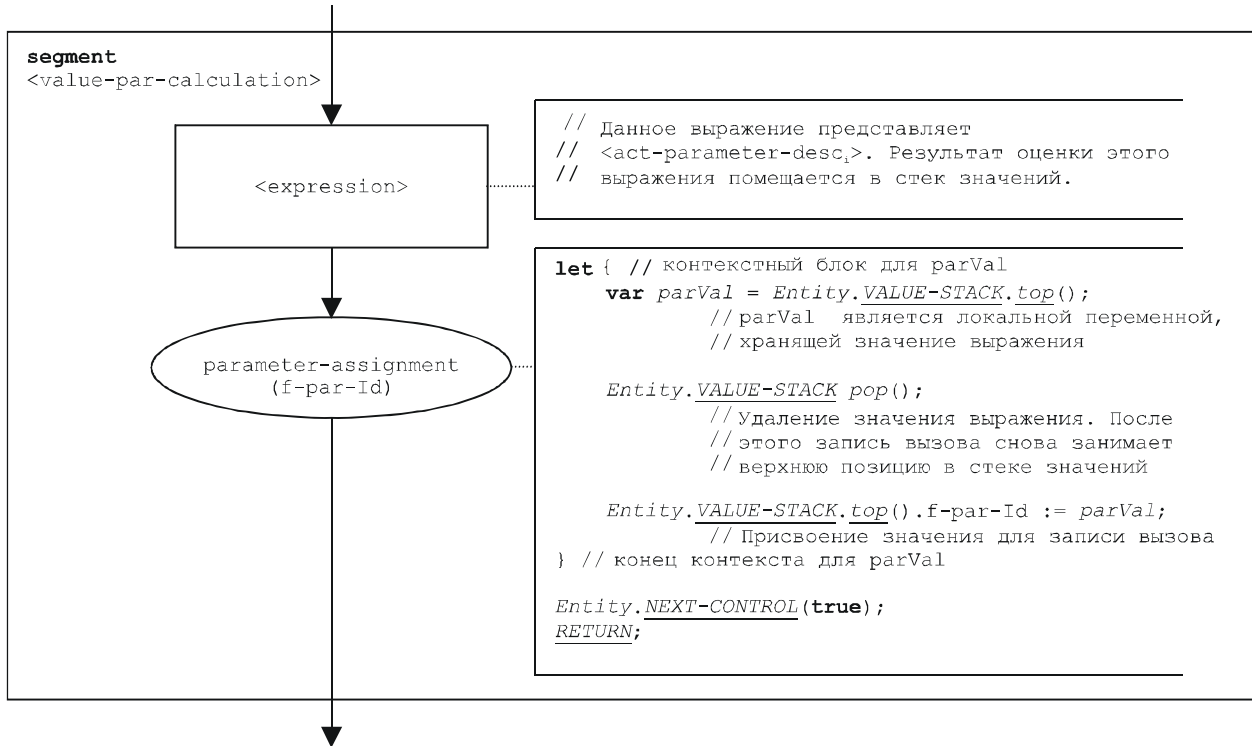 segment
<value-par-calculation>
<expression>
// Данное выражение представляет
// <act-parameter-descᵢ>. Результат оценки этого
// выражения помещается в стек значений.
parameter-assignment
(f-par-Id)
let { // контекстный блок для parVal
var parVal = Entity.VALUE-STACK.top();
// parVal является локальной переменной,
// хранящей значение выражения
Entity.VALUE-STACK pop();
// Удаление значения выражения. После
// этого запись вызова снова занимает
// верхнюю позицию в стеке значений
Entity.VALUE-STACK.top().f-par-Id := parVal;
// Присвоение значения для записи вызова
} // конец контекста для parVal
Entity.NEXT-CONTROL(true);
RETURN;